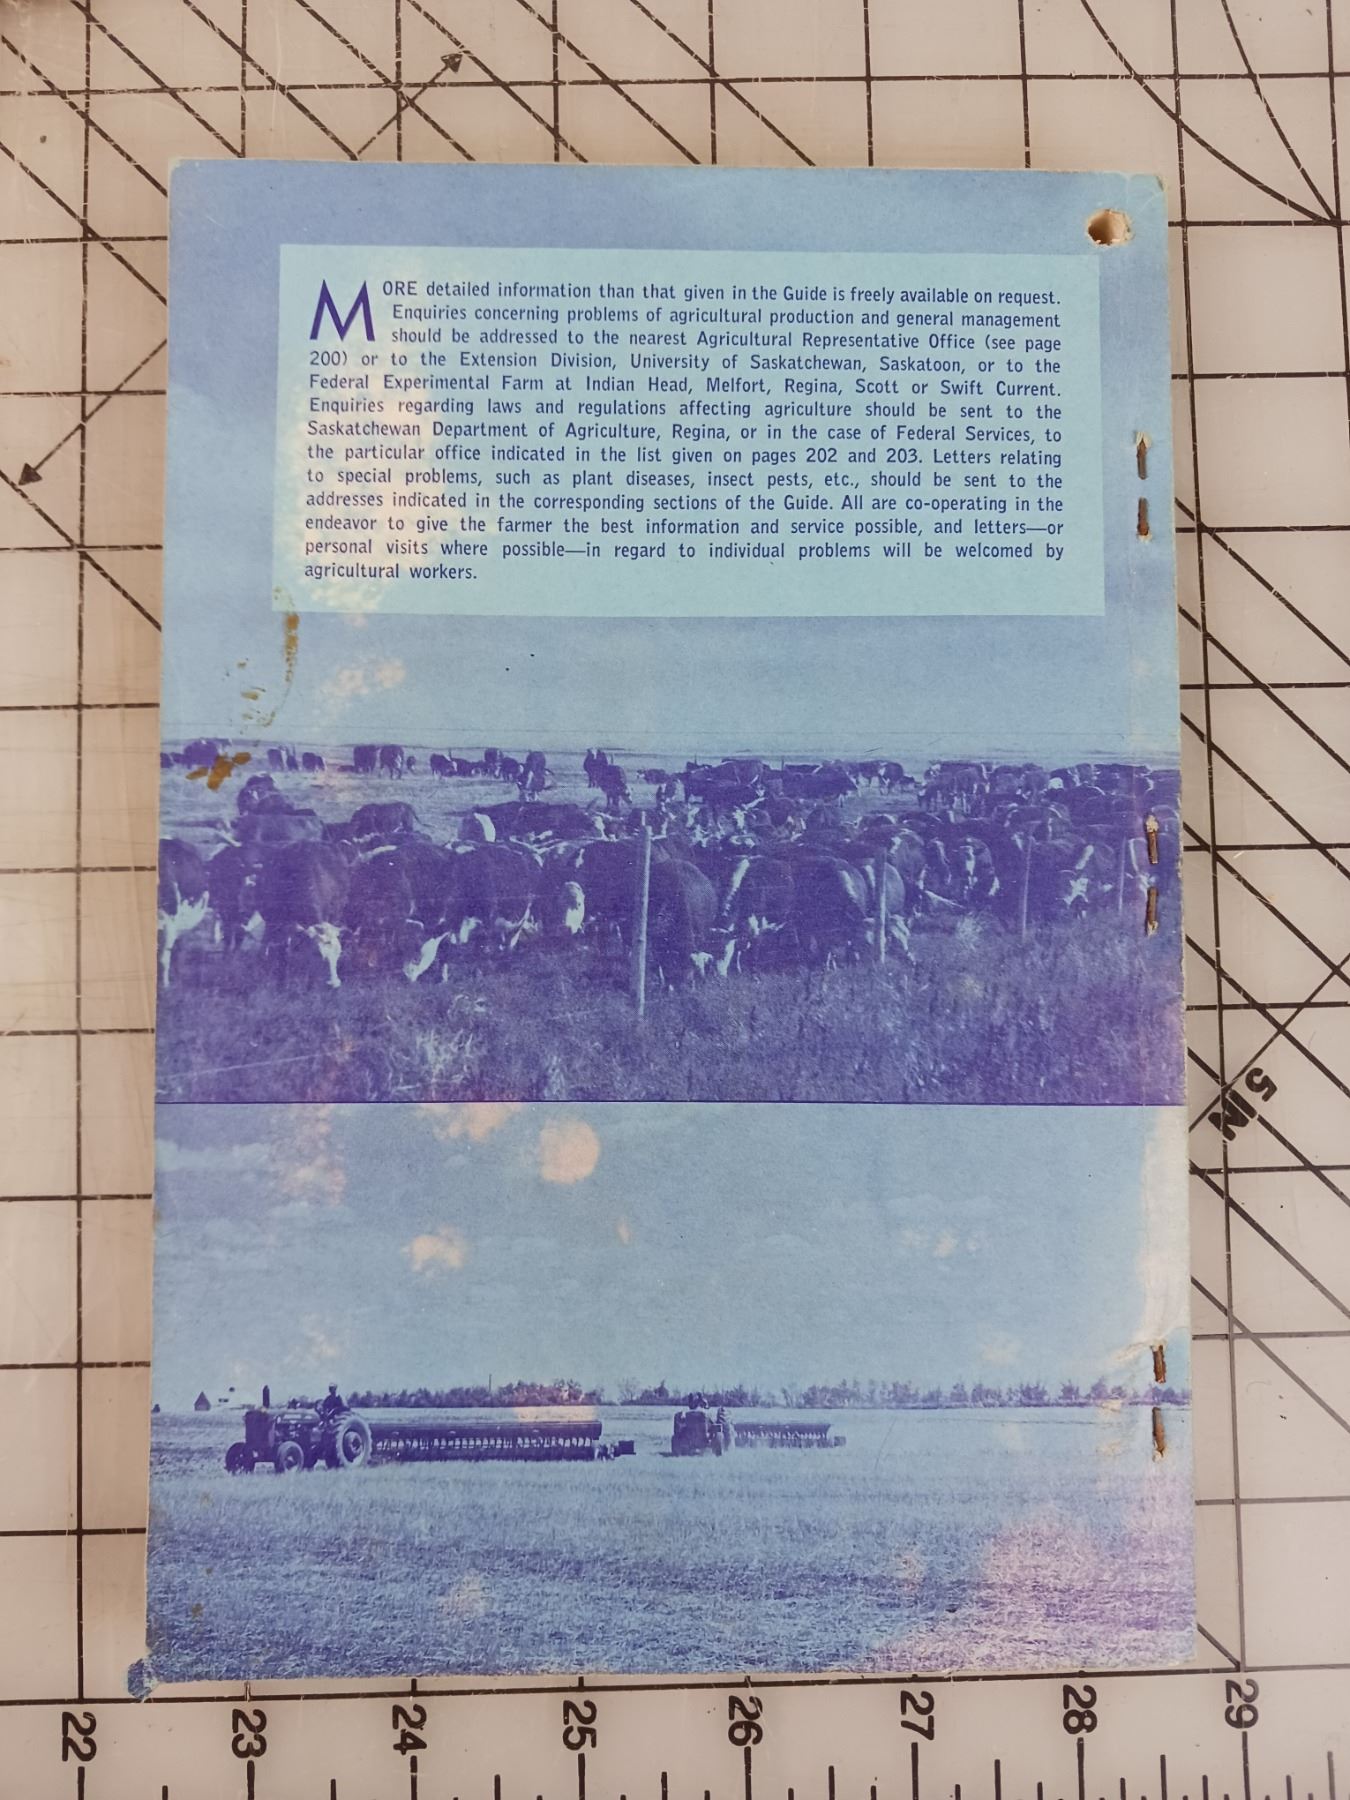 MORE detailed information than that given in the Guide is freely available on request.
Enquiries concerning problems of agricultural production and general management
should be addressed to the nearest Agricultural Representative Office (see page
200) or to the Extension Division, University of Saskatchewan, Saskatoon, or to the
Federal Experimental Farm at Indian Head, Melfort, Regina, Scott or Swift Current.
Enquiries regarding laws and regulations affecting agriculture should be sent to the
Saskatchewan Department of Agriculture, Regina, or in the case of Federal Services, to
the particular office indicated in the list given on pages 202 and 203. Letters relating
to special problems, such as plant diseases, insect pests, etc., should be sent to the
addresses indicated in the corresponding sections of the Guide. All are co-operating in the
endeavor to give the farmer the best information and service possible, and letters—or
personal visits where possible—in regard to individual problems will be welcomed by
agricultural workers.
5 IN
22 23 24 25 26 27 28 29